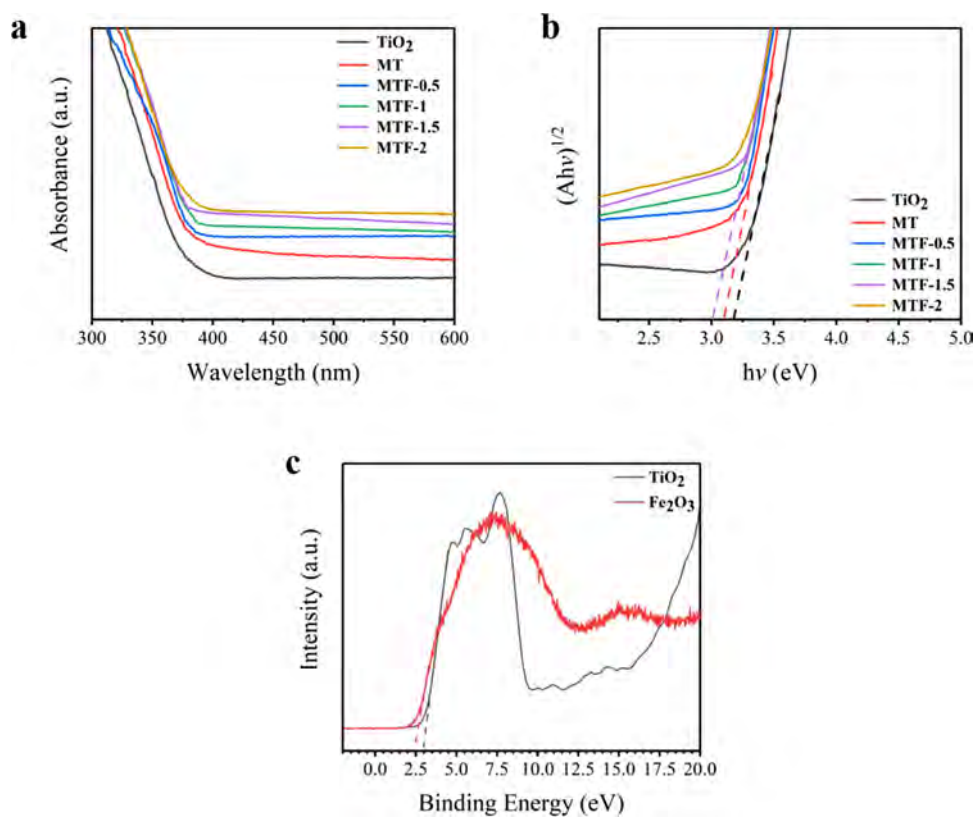 a
TiO2
MT
MTF-0.5
MTF-1
MTF-1.5
MTF-2
Absorbance (a.u.)
300 350 400 450 500 550 600
Wavelength (nm)
b
TiO2
MT
MTF-0.5
MTF-1
MTF-1.5
MTF-2
(Ahν)1/2
2.5 3.0 3.5 4.0 4.5 5.0
hν (eV)
c
TiO2
Fe2O3
Intensity (a.u.)
0.0 2.5 5.0 7.5 10.0 12.5 15.0 17.5 20.0
Binding Energy (eV)